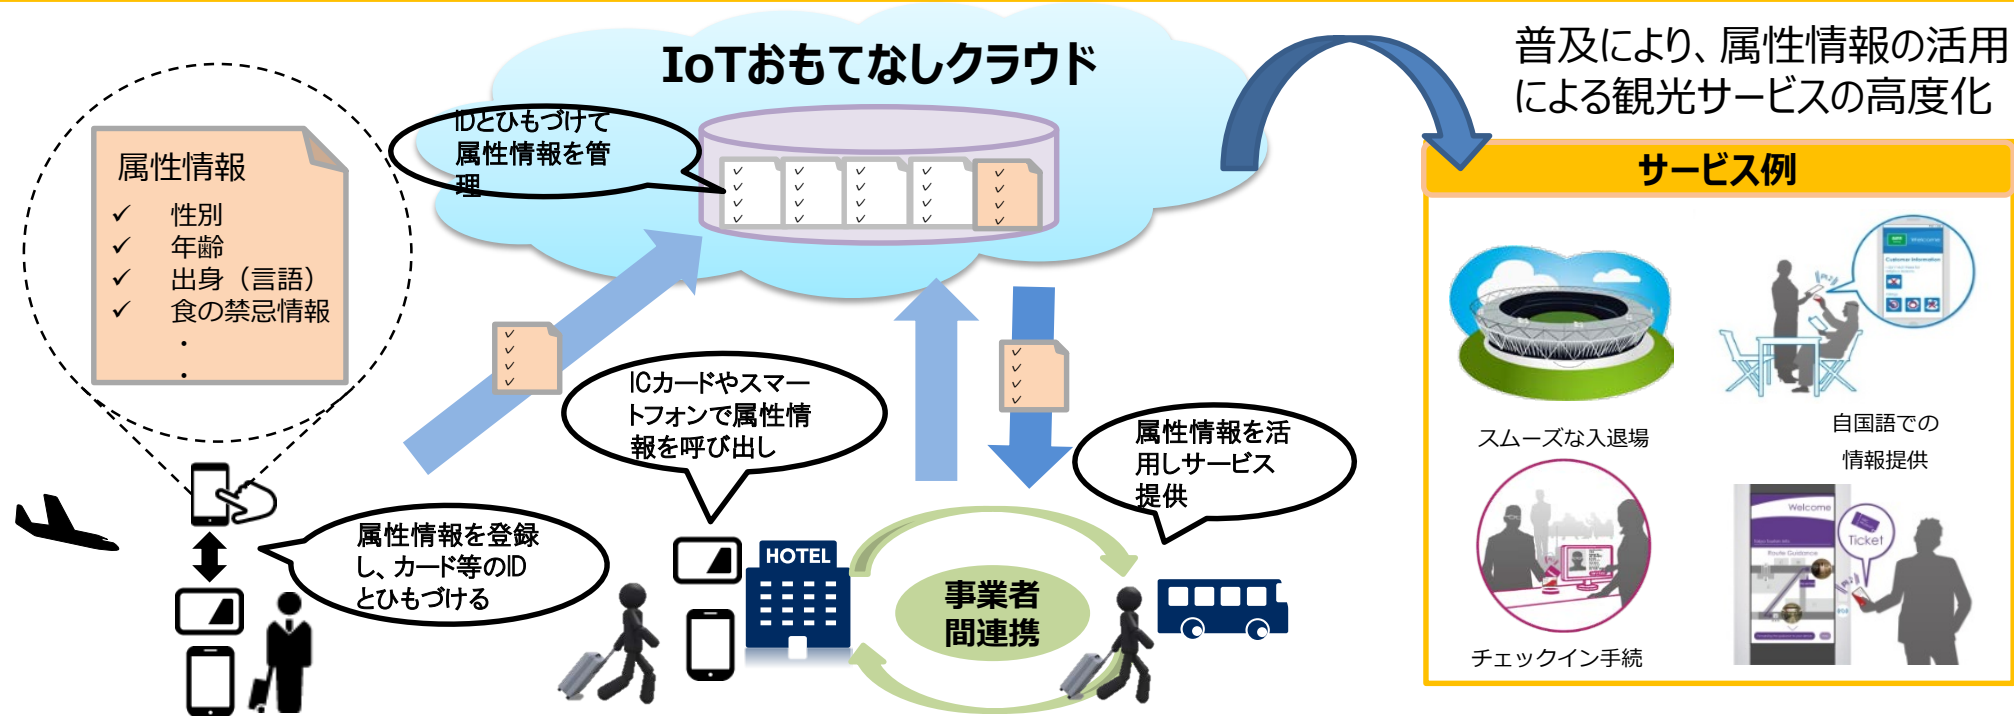 IoTおもてなしクラウド
普及により、属性情報の活用
による観光サービスの高度化
IDとひもづけて
属性情報を管
理
属性情報
✓ 性別
✓ 年齢
✓ 出身（言語）
✓ 食の禁忌情報
・
・
サービス例
ICカードやスマー
トフォンで属性情
報を呼び出し
属性情報を活
用しサービス
提供
スムーズな入退場
自国語での
情報提供
属性情報を登録
し、カード等のID
とひもづける
HOTEL
事業者
間連携
Welcome
Customer Information
Welcome
Ticket
Route Guidance
チェックイン手続